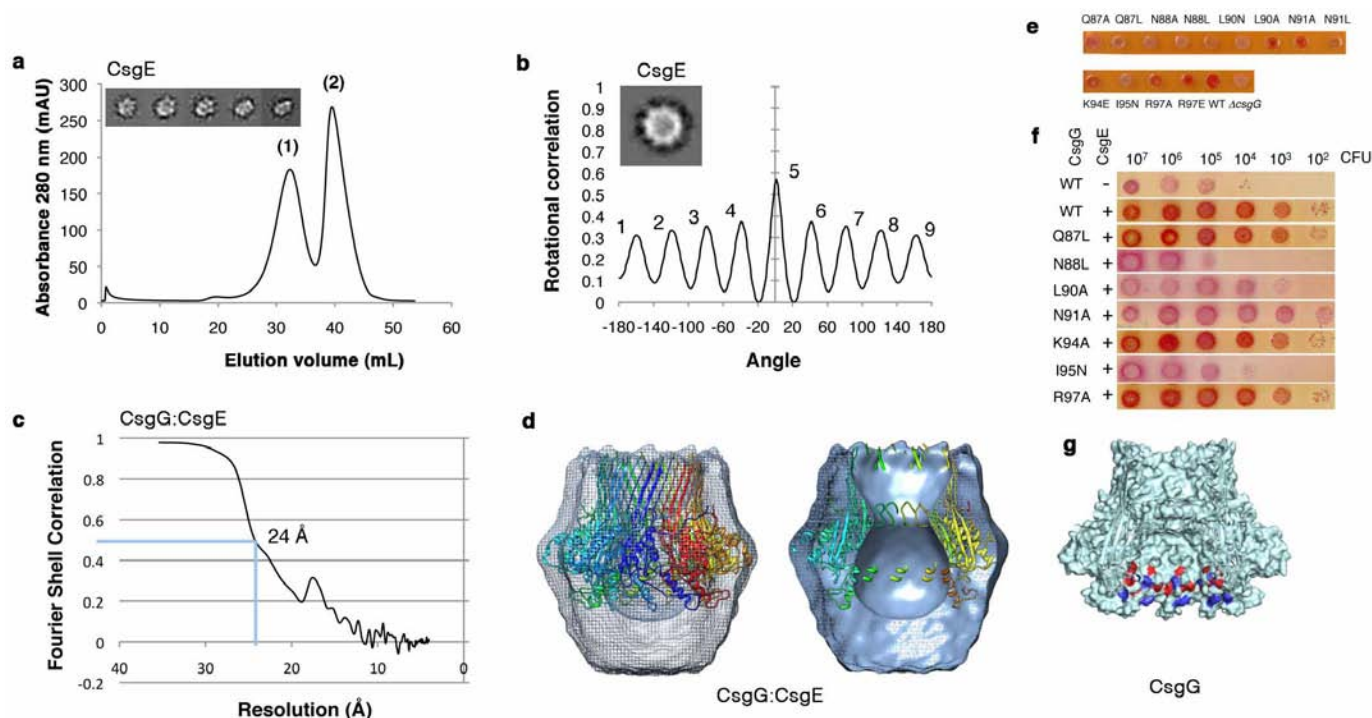 a
CsgE
Absorbance 280 nm (mAU)
300
250
200
150
100
50
0
(1)
(2)
0 10 20 30 40 50 60
Elution volume (mL)
b
CsgE
Rotational correlation
1
0.9
0.8
0.7
0.6
0.5
0.4
0.3
0.2
0.1
0
1 2 3 4 5 6 7 8 9
-180 -140 -100 -60 -20 20 60 100 140 180
Angle
c
CsgG:CsgE
Fourier Shell Correlation
1
0.8
0.6
0.4
0.2
0
-0.2
24 Å
40 30 20 10 0
Resolution (Å)
d
CsgG:CsgE
e
Q87A Q87L N88A N88L L90N L90A N91A N91L
K94E I95N R97A R97E WT ΔcsgG
f
CsgG CsgE
10⁷ 10⁶ 10⁵ 10⁴ 10³ 10² CFU
WT -
WT +
Q87L +
N88L +
L90A +
N91A +
K94A +
I95N +
R97A +
g
CsgG